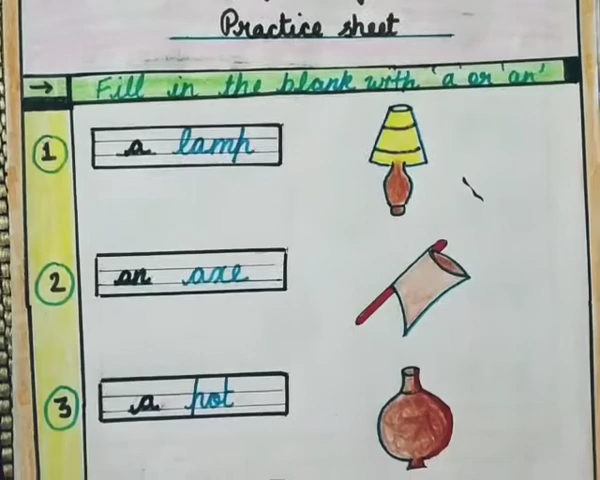 Practice sheet
→ Fill in the blank with 'a or 'an'
1 a lamp
2 an axe
3 a pot